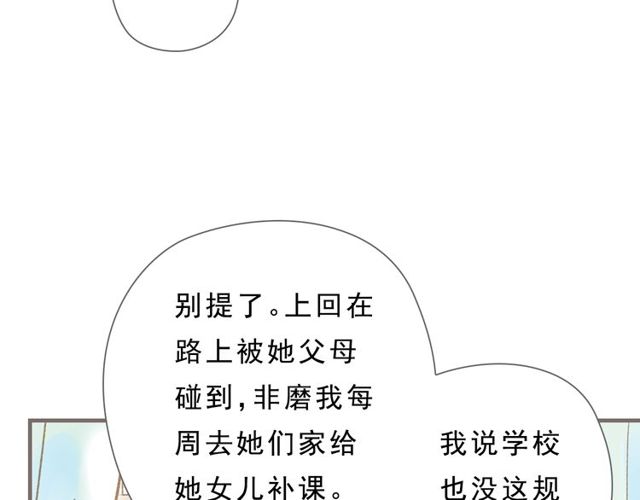 别提了。上回在
路上被她父母
碰到,非磨我每
周去她们家给
她女儿补课。
我说学校
也没这规